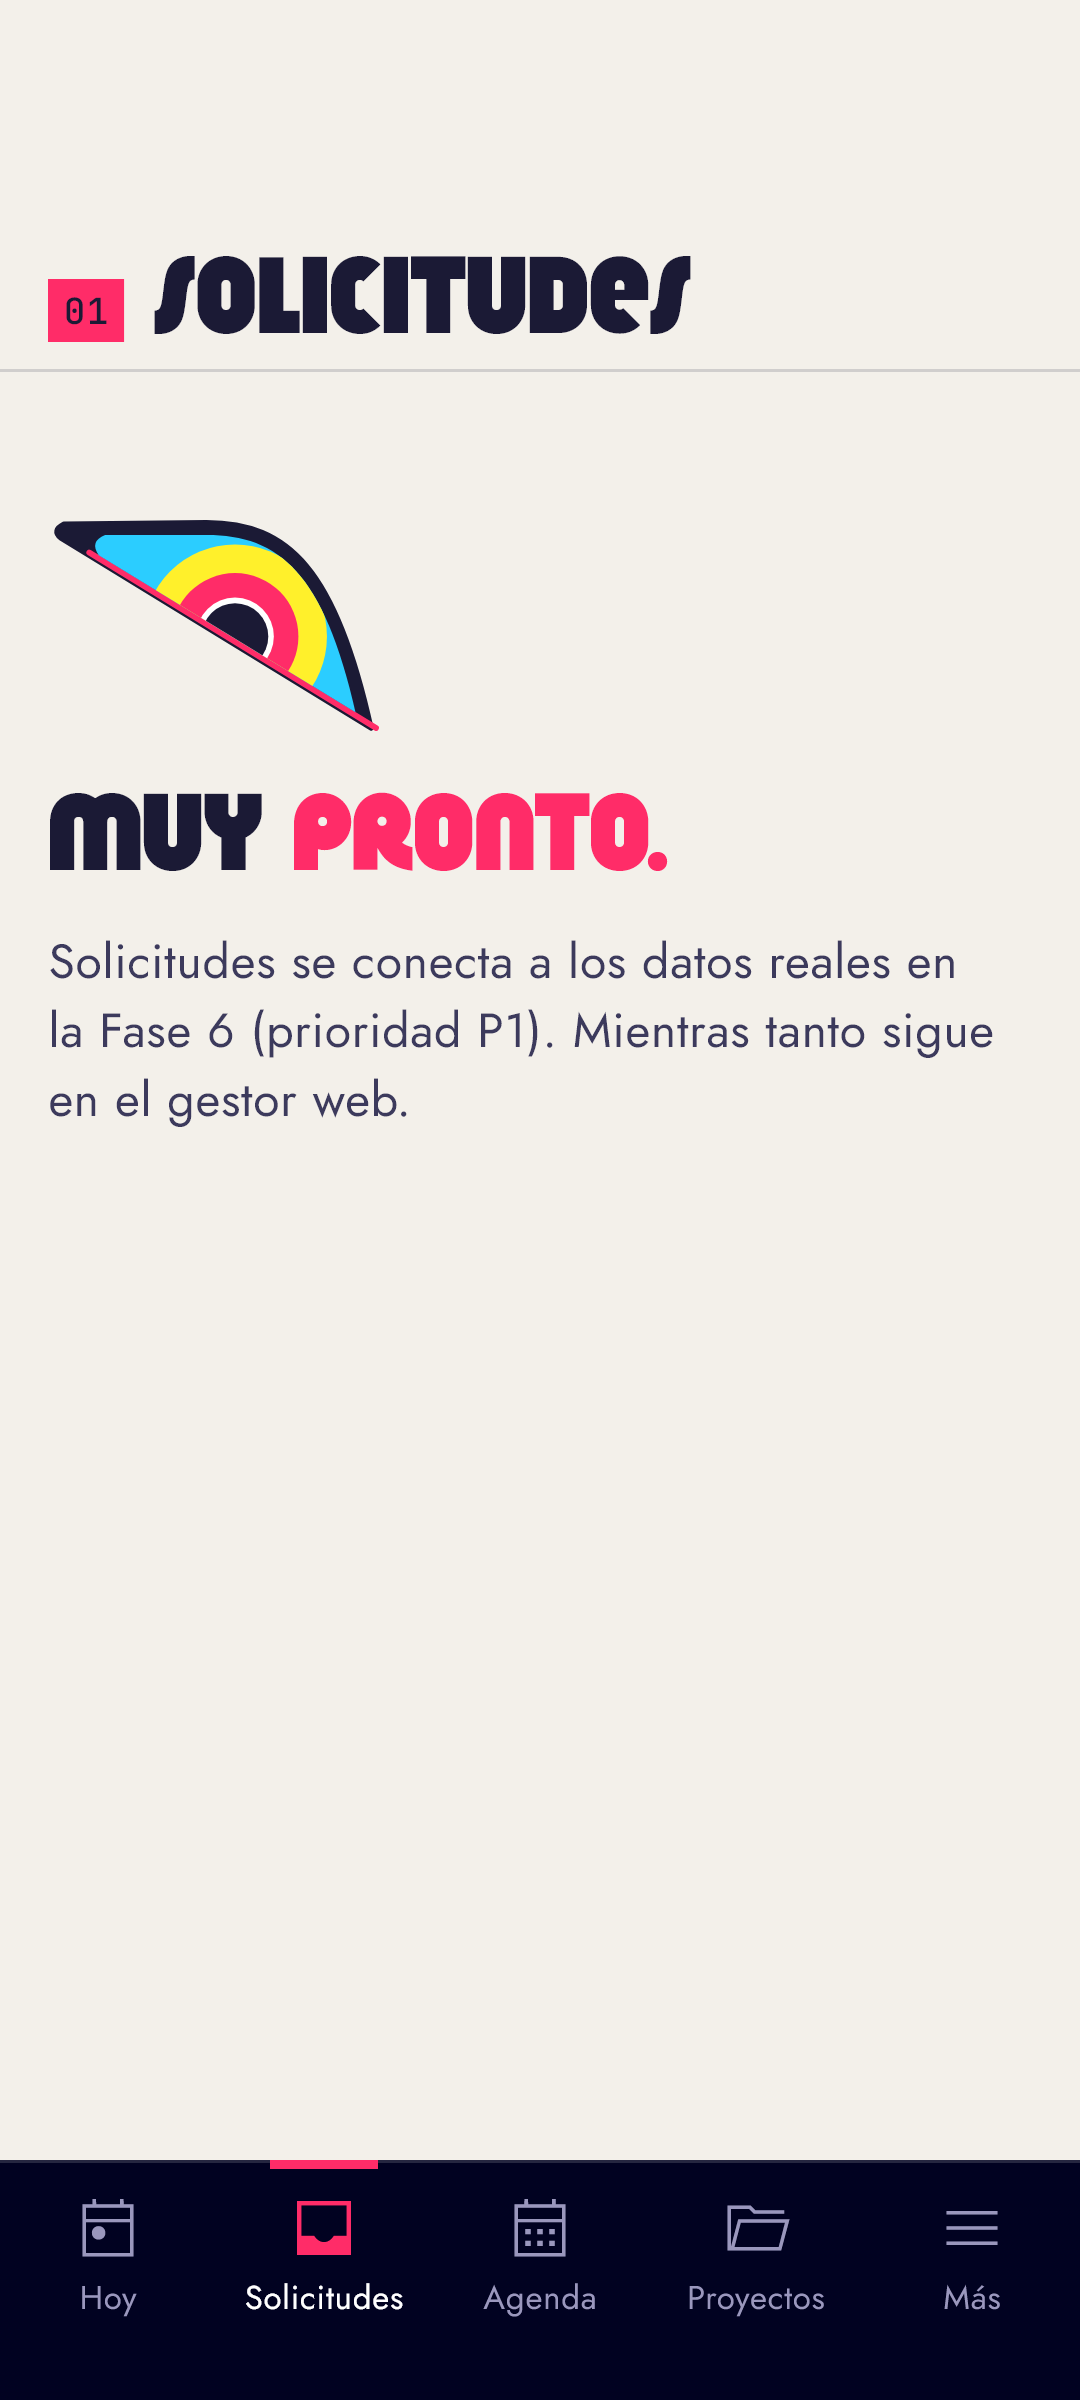 01 SOLICITUDES
MUY PRONTO.
Solicitudes se conecta a los datos reales en
la Fase 6 (prioridad P1). Mientras tanto sigue
en el gestor web.
Hoy Solicitudes Agenda Proyectos Más